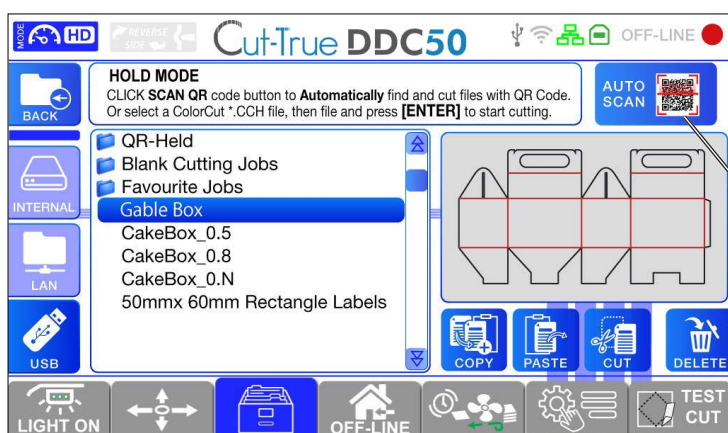 MODE
HD
REVERSE
SIDE
Cut-True DDC50
OFF-LINE
BACK
HOLD MODE
CLICK SCAN QR code button to Automatically find and cut files with QR Code.
Or select a ColorCut *.CCH file, then file and press [ENTER] to start cutting.
AUTO
SCAN
INTERNAL
LAN
USB
QR-Held
Blank Cutting Jobs
Favourite Jobs
Gable Box
CakeBox_0.5
CakeBox_0.8
CakeBox_0.N
50mmx 60mm Rectangle Labels
COPY
PASTE
CUT
DELETE
LIGHT ON
OFF-LINE
TEST
CUT